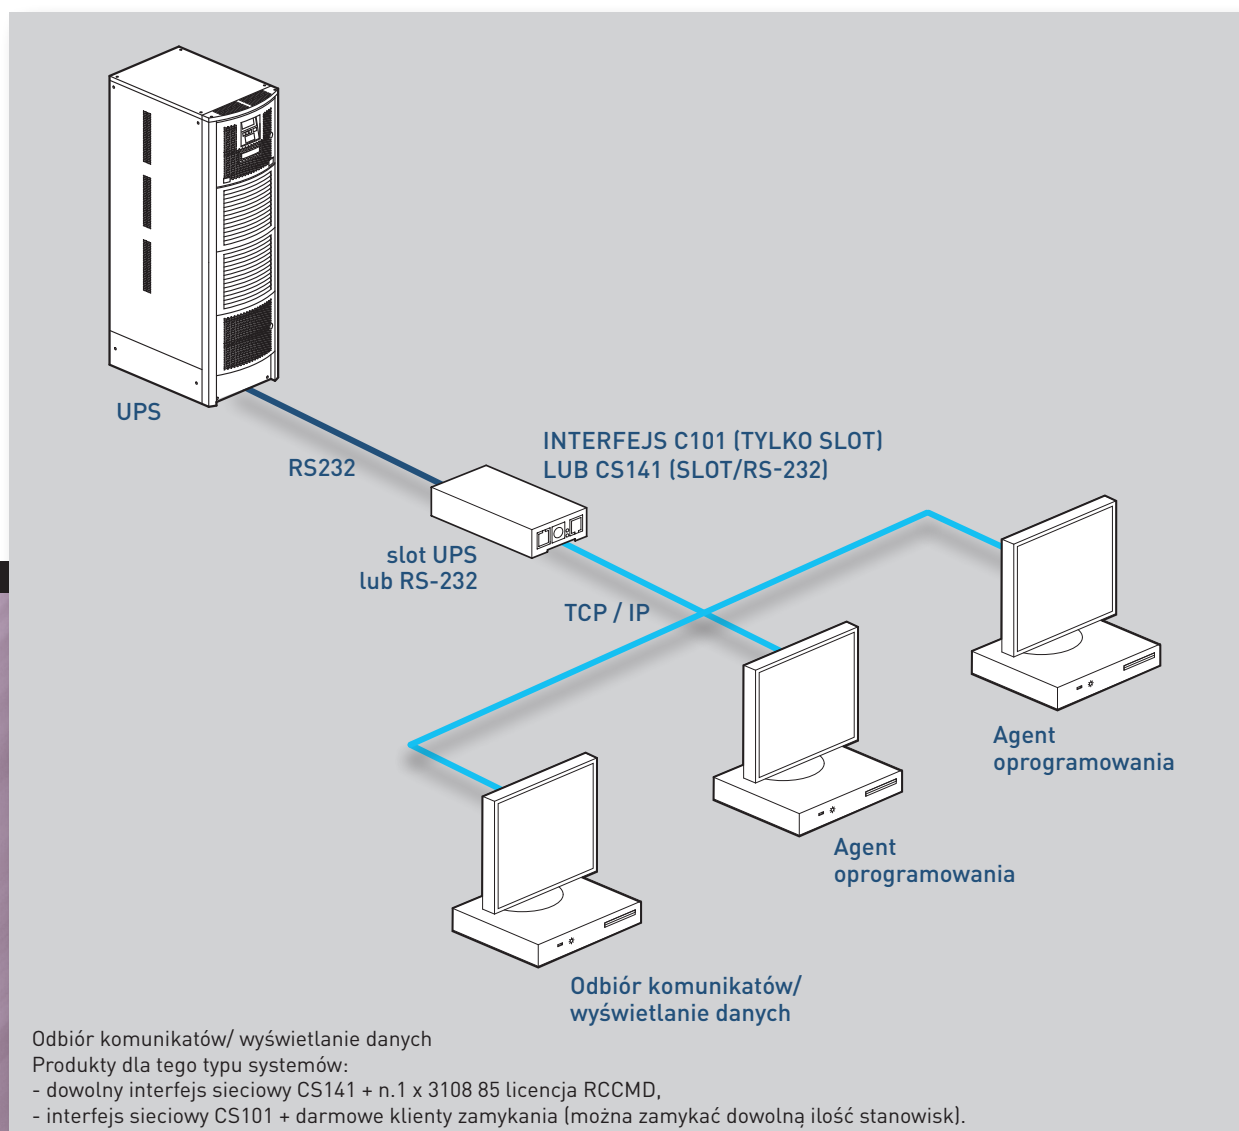 UPS
RS232
INTERFEJS C101 (TYLKO SLOT)
LUB CS141 (SLOT/RS-232)
slot UPS
lub RS-232
TCP / IP
Agent
oprogramowania
Agent
oprogramowania
Odbiór komunikatów/
wyświetlanie danych
Odbiór komunikatów/ wyświetlanie danych
Produkty dla tego typu systemów:
- dowolny interfejs sieciowy CS141 + n.1 x 3108 85 licencja RCCMD,
- interfejs sieciowy CS101 + darmowe klienty zamykania (można zamykać dowolną ilość stanowisk).